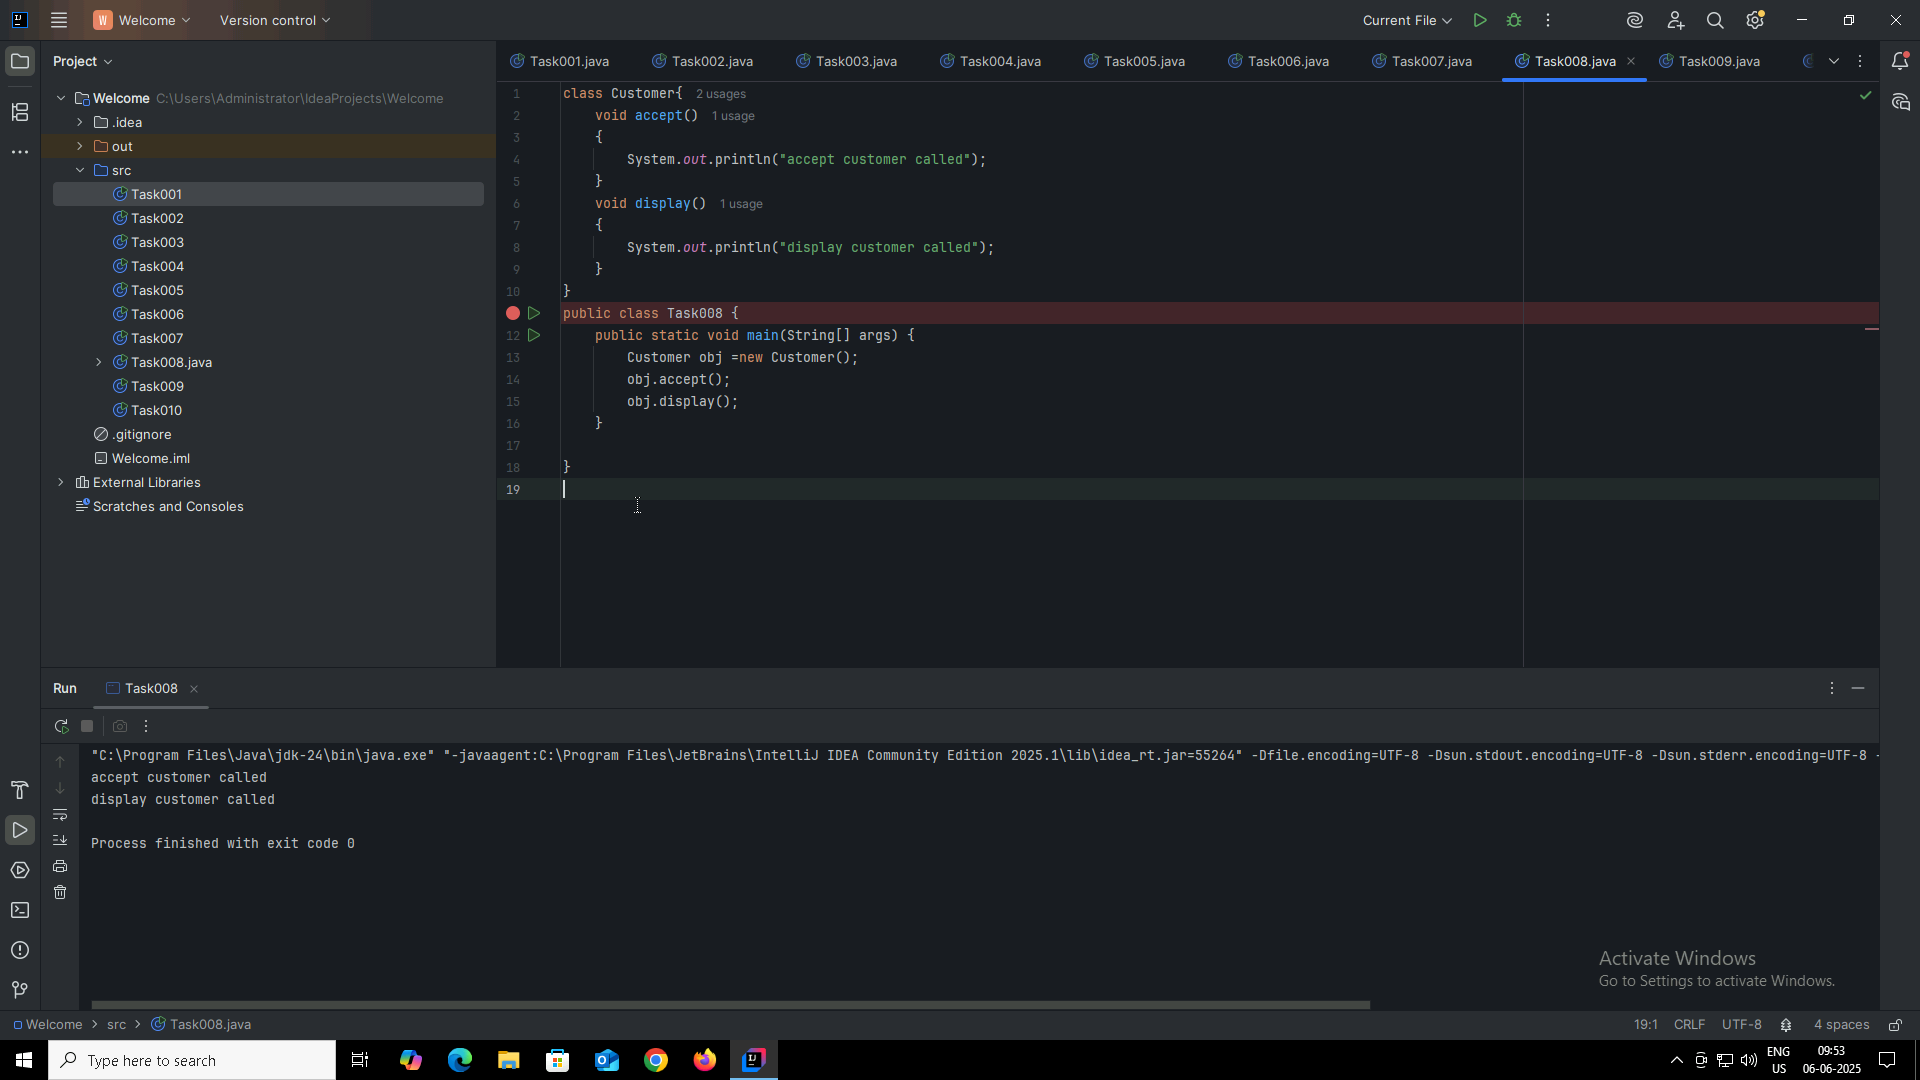 W Welcome Version control Current File
Project
Task001.java Task002.java Task003.java Task004.java Task005.java Task006.java Task007.java Task008.java Task009.java
Welcome C:\Users\Administrator\IdeaProjects\Welcome
.idea
out
src
Task001
Task002
Task003
Task004
Task005
Task006
Task007
Task008.java
Task009
Task010
.gitignore
Welcome.iml
External Libraries
Scratches and Consoles
1 class Customer{ 2 usages
2 void accept() 1 usage
3 {
4 System.out.println("accept customer called");
5 }
6 void display() 1 usage
7 {
8 System.out.println("display customer called");
9 }
10 }
public class Task008 {
12 public static void main(String[] args) {
13 Customer obj =new Customer();
14 obj.accept();
15 obj.display();
16 }
17
18 }
19
Run Task008
"C:\Program Files\Java\jdk-24\bin\java.exe" "-javaagent:C:\Program Files\JetBrains\IntelliJ IDEA Community Edition 2025.1\lib\idea_rt.jar=55264" -Dfile.encoding=UTF-8 -Dsun.stdout.encoding=UTF-8 -Dsun.stderr.encoding=UTF-8 -
accept customer called
display customer called
Process finished with exit code 0
Activate Windows
Go to Settings to activate Windows.
Welcome > src > Task008.java 19:1 CRLF UTF-8 4 spaces
Type here to search
ENG
US
09:53
06-06-2025